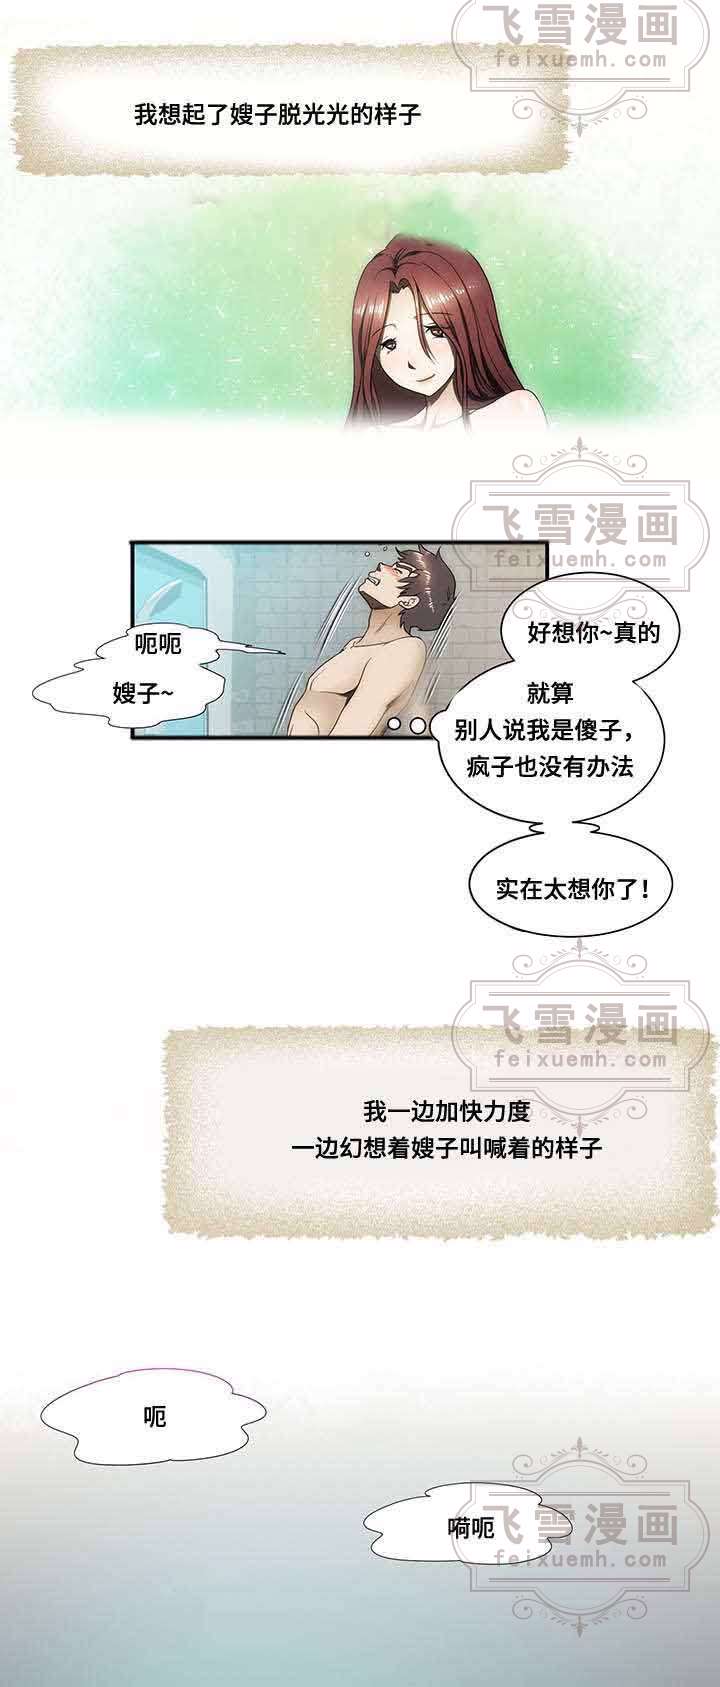 飞雪漫画
feixuemh.com
我想起了嫂子脱光光的样子
飞雪漫画
feixuemh.com
呃呃
嫂子~
好想你~真的
就算
别人说我是傻子，
疯子也没有办法
实在太想你了！
飞雪漫画
feixuemh.com
我一边加快力度
一边幻想着嫂子叫喊着的样子
呃
嗬呃
飞雪漫画
feixuemh.com